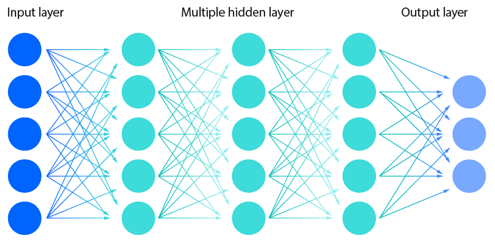 Input layer
Multiple hidden layer
Output layer